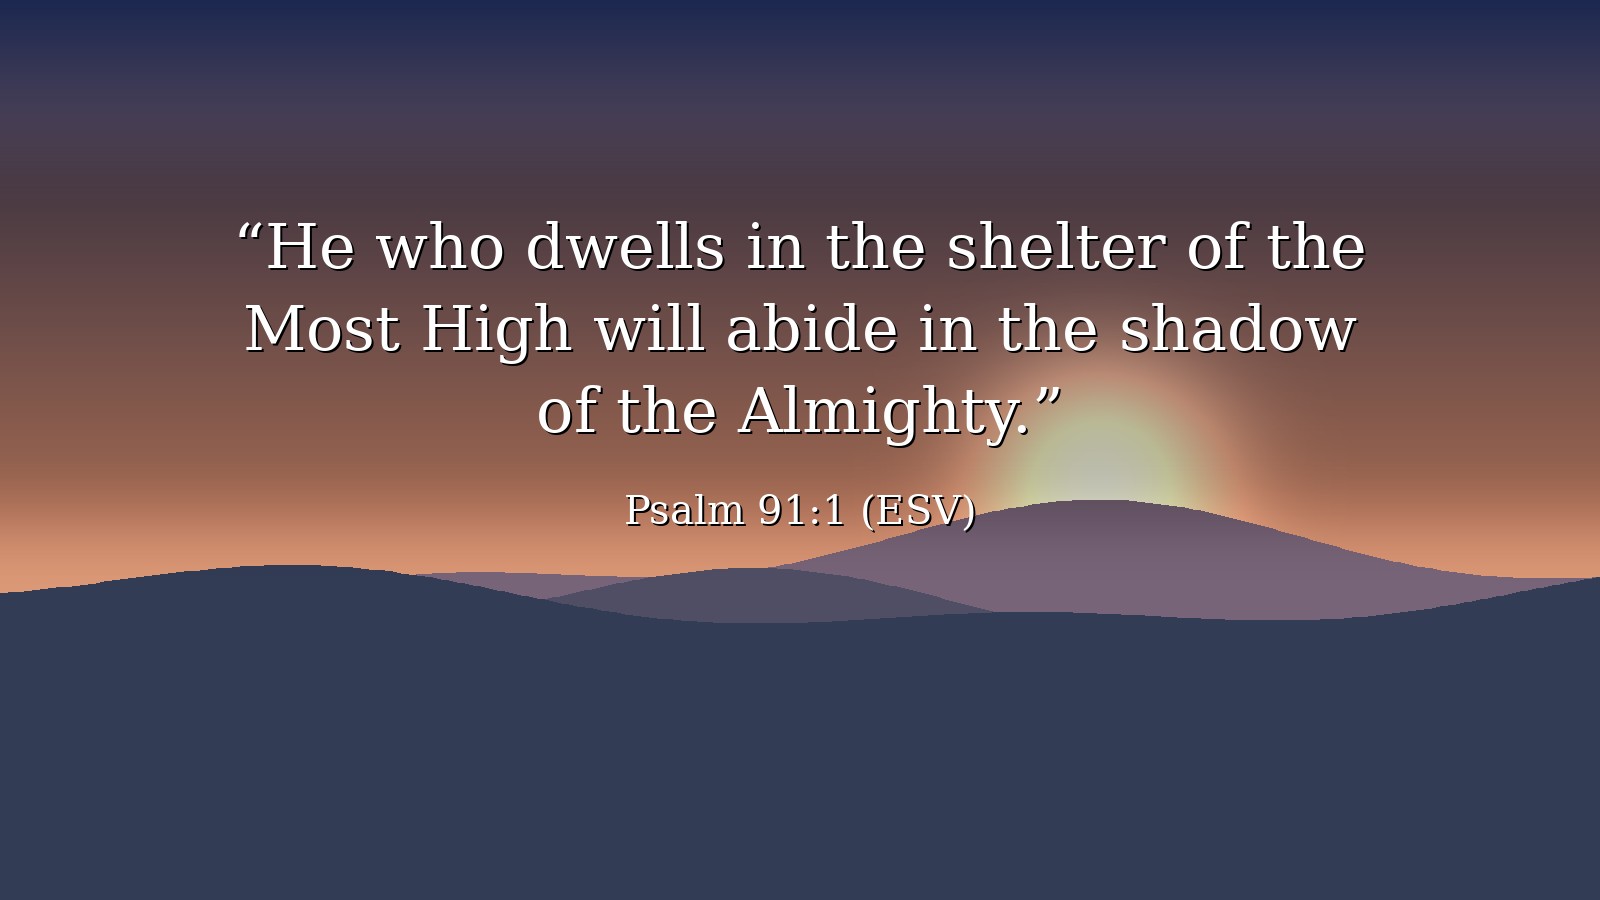 “He who dwells in the shelter of the
Most High will abide in the shadow
of the Almighty.”
Psalm 91:1 (ESV)